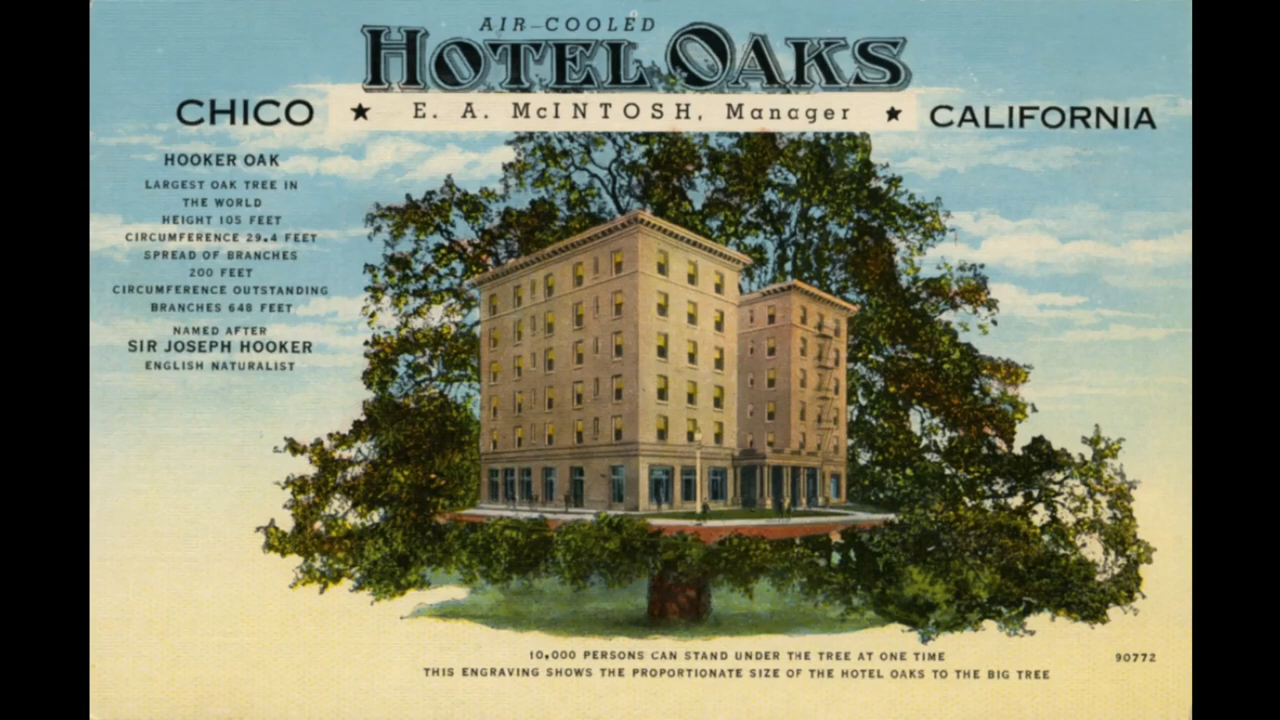 AIR-COOLED
HOTEL OAKS
CHICO ★ E. A. McINTOSH, Manager ★ CALIFORNIA
HOOKER OAK
LARGEST OAK TREE IN
THE WORLD
HEIGHT 105 FEET
CIRCUMFERENCE 29.4 FEET
SPREAD OF BRANCHES
200 FEET
CIRCUMFERENCE OUTSTANDING
BRANCHES 648 FEET
NAMED AFTER
SIR JOSEPH HOOKER
ENGLISH NATURALIST
10,000 PERSONS CAN STAND UNDER THE TREE AT ONE TIME
90772
THIS ENGRAVING SHOWS THE PROPORTIONATE SIZE OF THE HOTEL OAKS TO THE BIG TREE